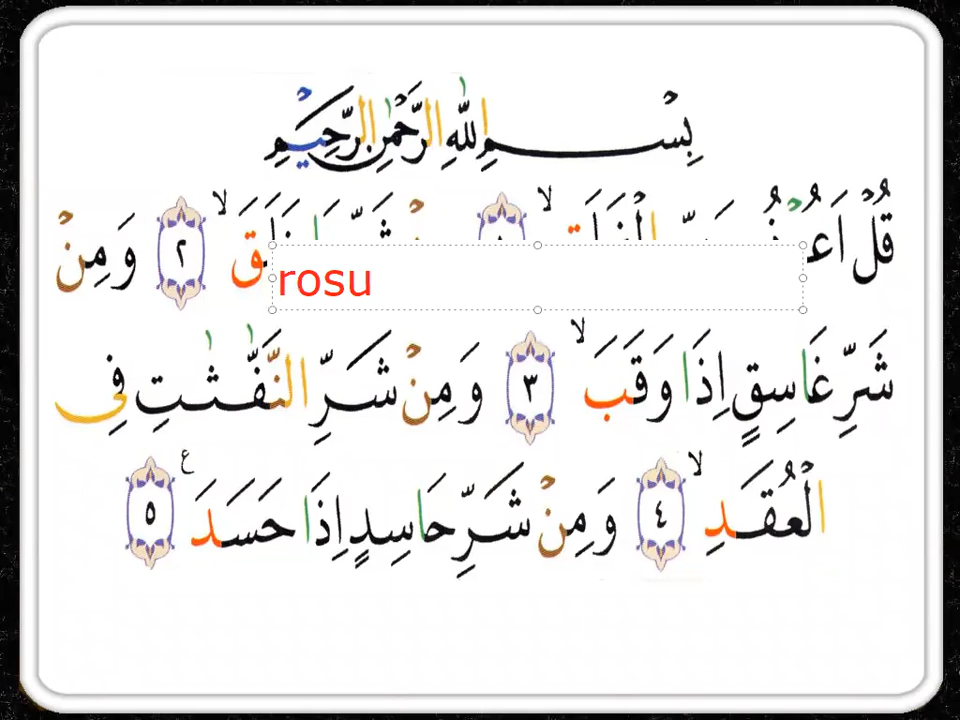 بِسْمِ اللّٰهِ الرَّحْمٰنِ الرَّحِيْمِ
قُلْ ۙ ٢ وَمِنْ
rosu
شَرِّ غَاسِقٍ اِذَا وَقَبَ ۙ ٣ وَمِنْ شَرِّ النَّفّٰثٰتِ فِى
الْعُقَدِ ۙ ٤ وَمِنْ شَرِّ حَاسِدٍ اِذَا حَسَدَ ࣖ ٥